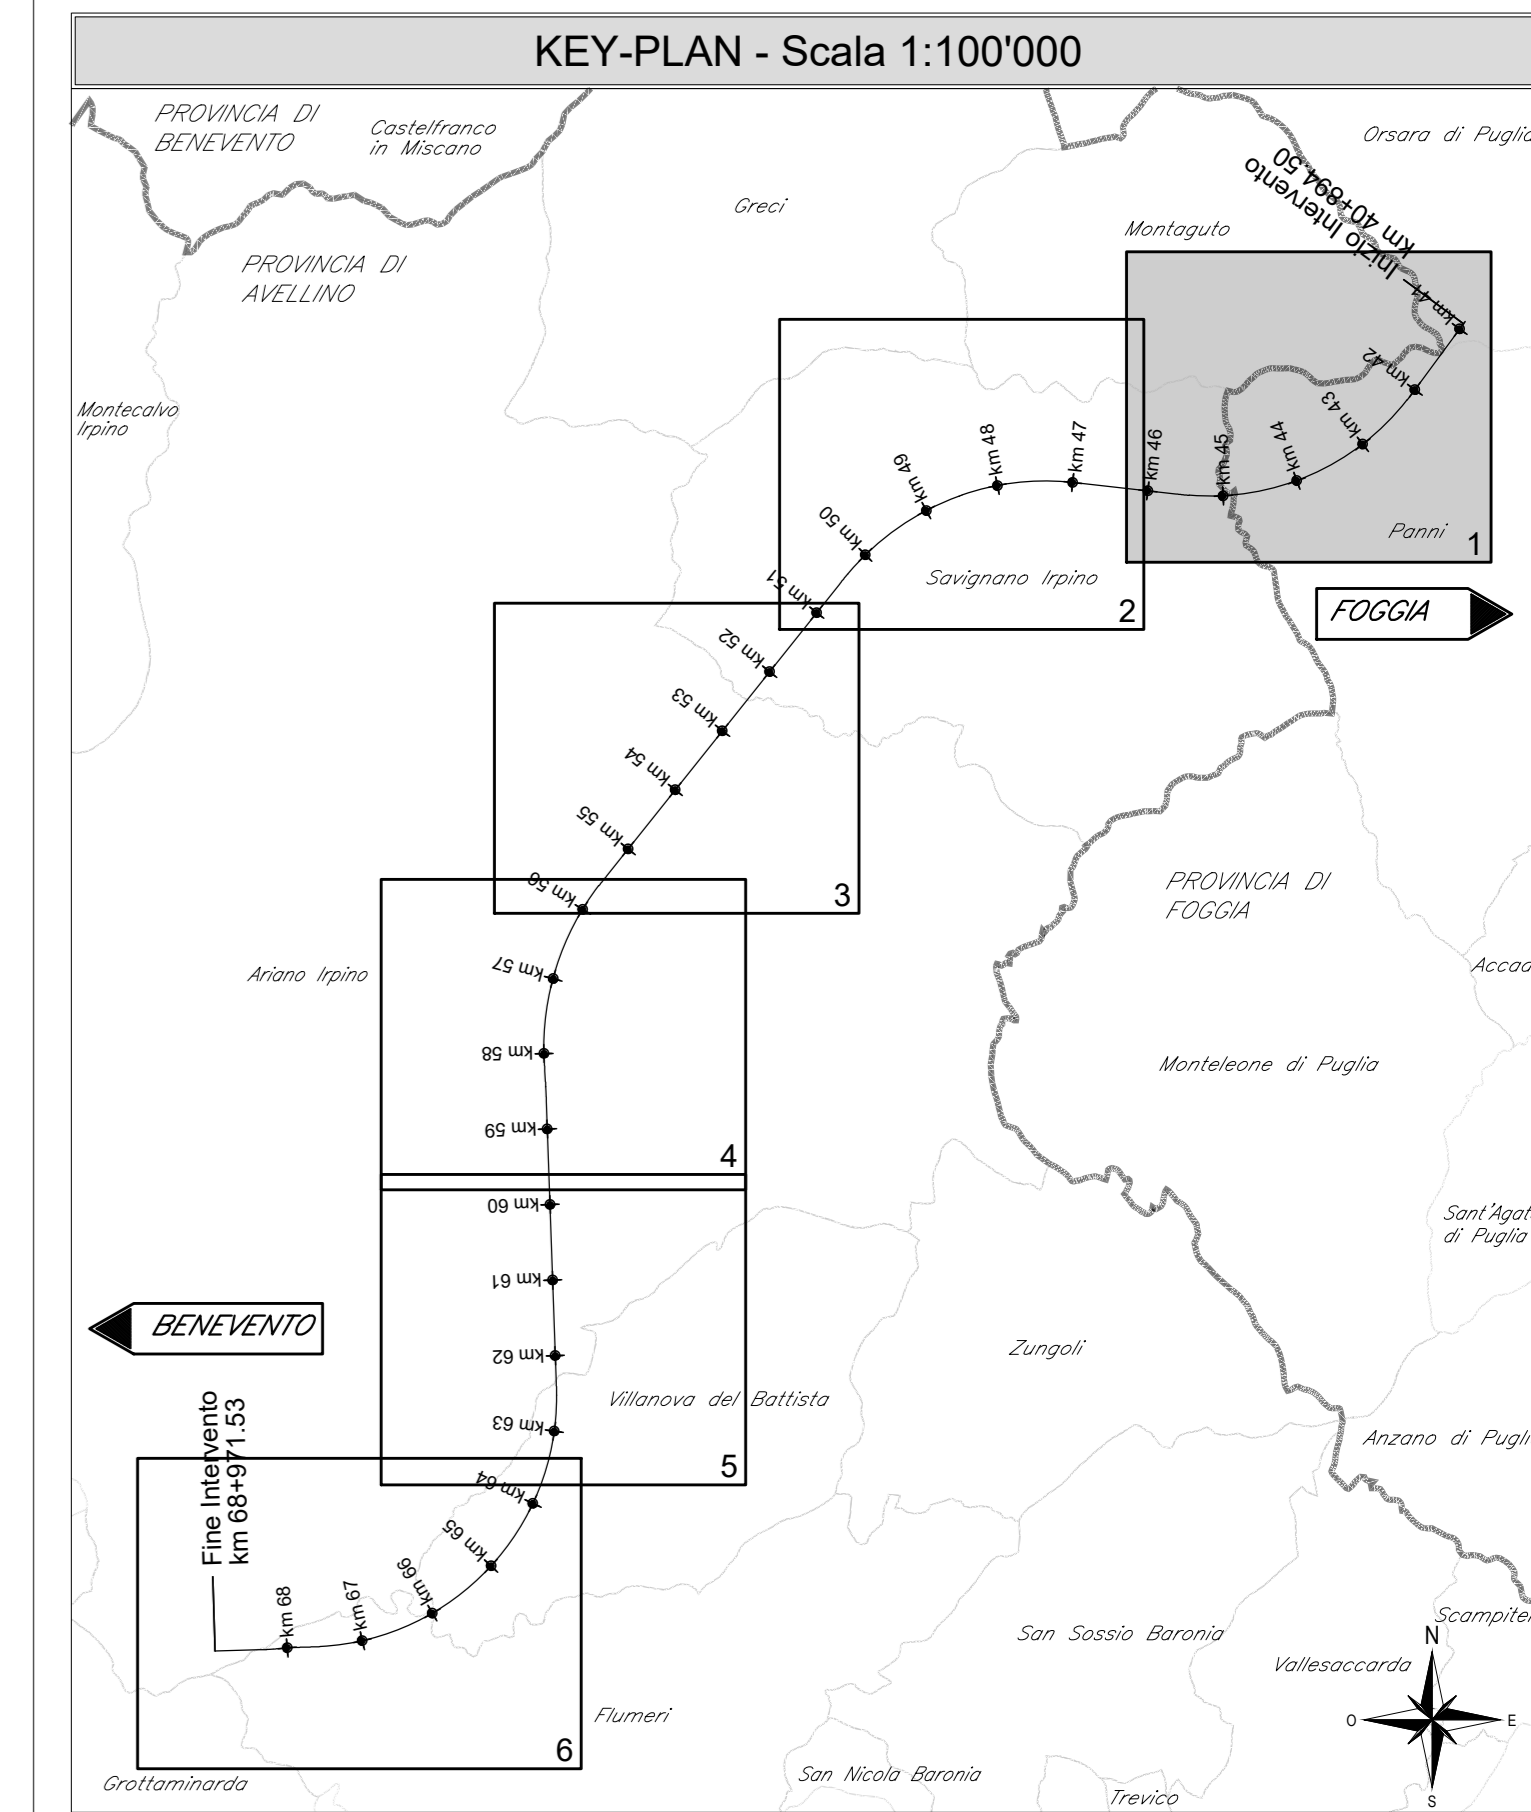 KEY-PLAN - Scala 1:100'000
PROVINCIA DI
BENEVENTO
Castelfranco
in Miscano
Orsara di Puglia
Greci
Montaguto
Inizio Intervento
km 40+894.50
PROVINCIA DI
AVELLINO
km 41
km 42
km 43
km 44
km 45
km 46
km 47
km 48
km 49
km 50
km 51
Montecalvo
Irpino
Panni
1
Savignano Irpino
2
FOGGIA
km 52
km 53
km 54
km 55
km 56
3
PROVINCIA DI
FOGGIA
Ariano Irpino
Accad
km 57
km 58
km 59
4
Monteleone di Puglia
km 60
km 61
km 62
km 63
Sant'Agat
di Puglia
BENEVENTO
Zungoli
Villanova del Battista
5
Anzano di Pugli
Fine Intervento
km 68+971.53
km 64
km 65
km 66
km 67
km 68
6
San Sossio Baronia
Scampite
Vallesaccarda
N
O
E
S
Flumeri
Grottaminarda
San Nicola Baronia
Trevico